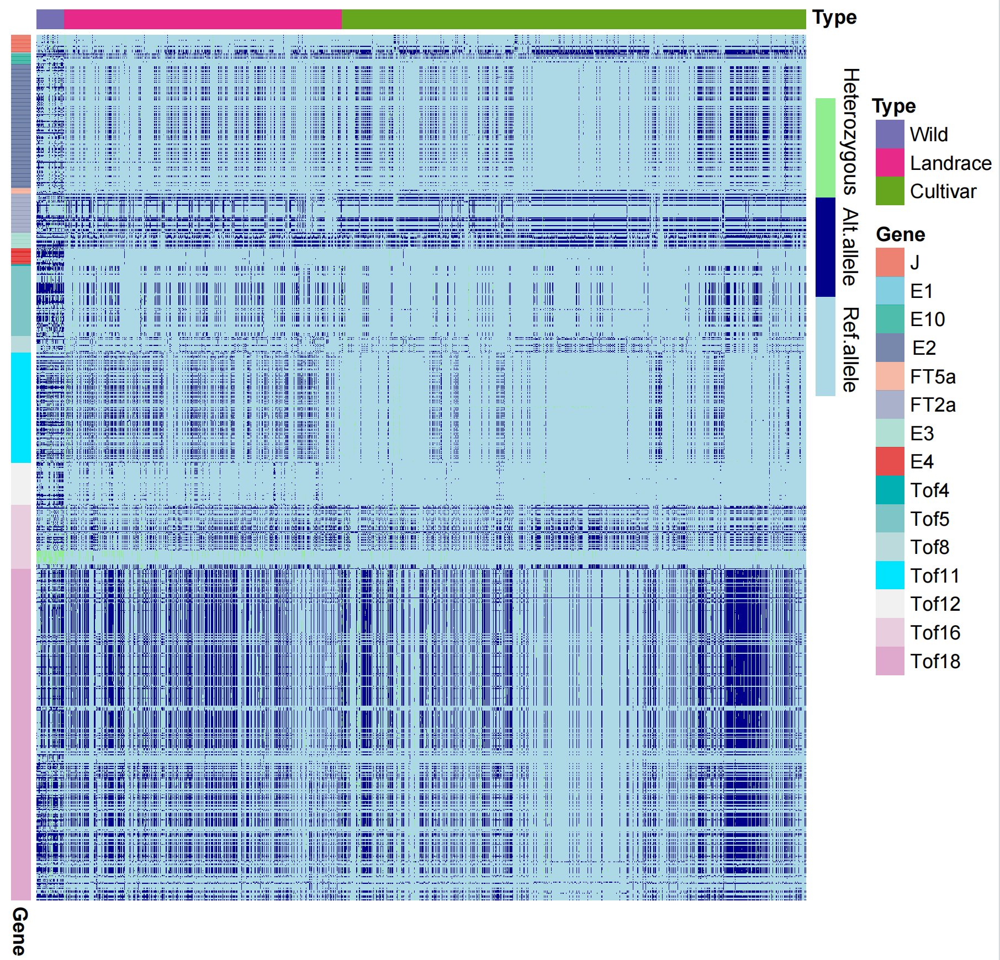 Type
Heterozygous
Alt.allele
Ref.allele
Type
Wild
Landrace
Cultivar
Gene
J
E1
E10
E2
FT5a
FT2a
E3
E4
Tof4
Tof5
Tof8
Tof11
Tof12
Tof16
Tof18
Gene